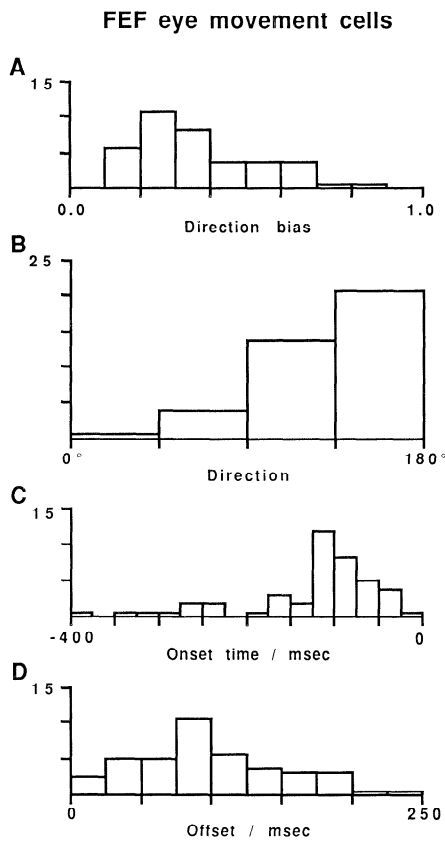 FEF eye movement cells
A
15
0.0 1.0
Direction bias
B
25
0° 180°
Direction
C
15
-400 0
Onset time / msec
D
15
0 250
Offset / msec